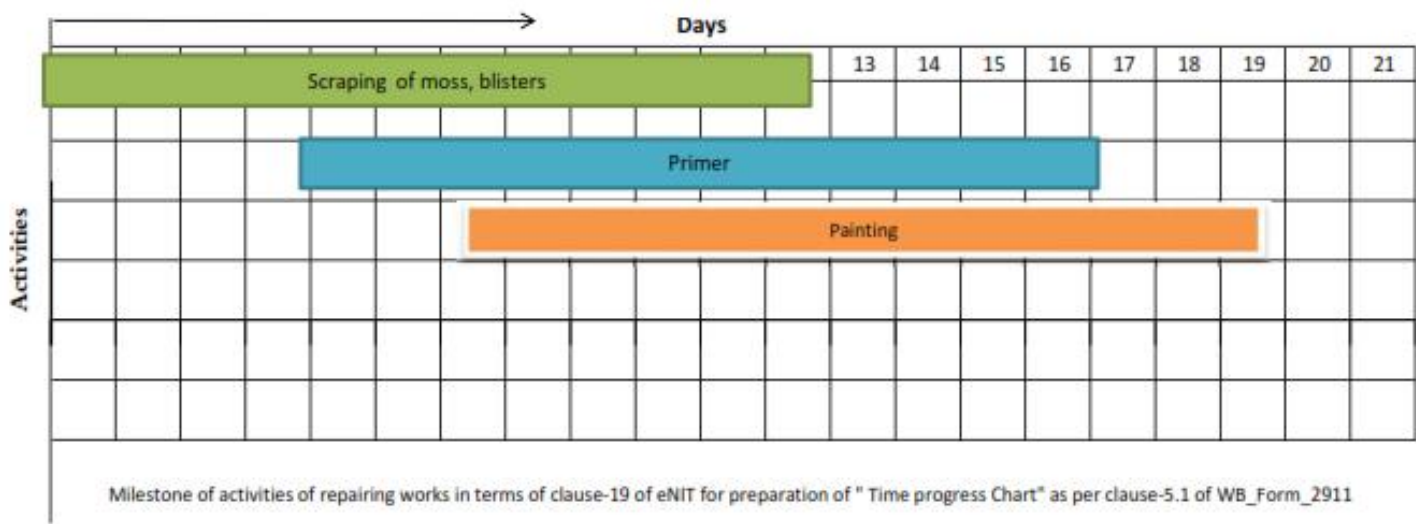 Days
13 14 15 16 17 18 19 20 21
Scraping of moss, blisters
Primer
Painting
Activities
Milestone of activities of repairing works in terms of clause-19 of eNIT for preparation of " Time progress Chart" as per clause-5.1 of WB_Form_2911